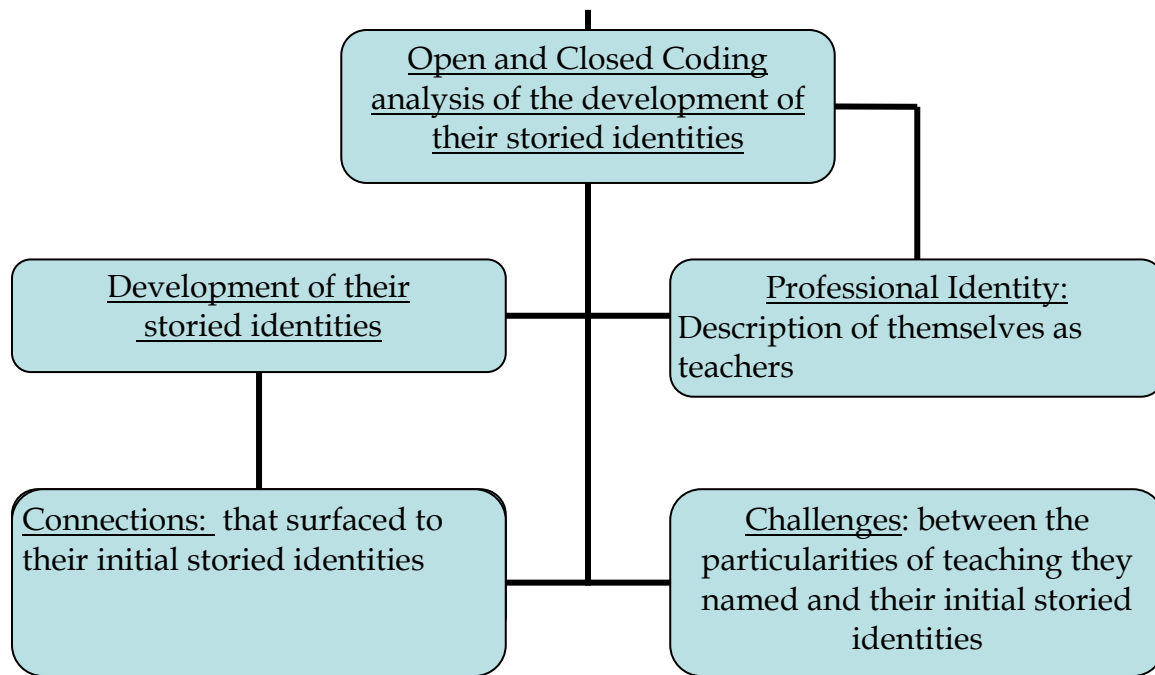 Open and Closed Coding
analysis of the development of
their storied identities
Development of their
storied identities
Professional Identity:
Description of themselves as
teachers
Connections:  that surfaced to
their initial storied identities
Challenges: between the
particularities of teaching they
named and their initial storied
identities